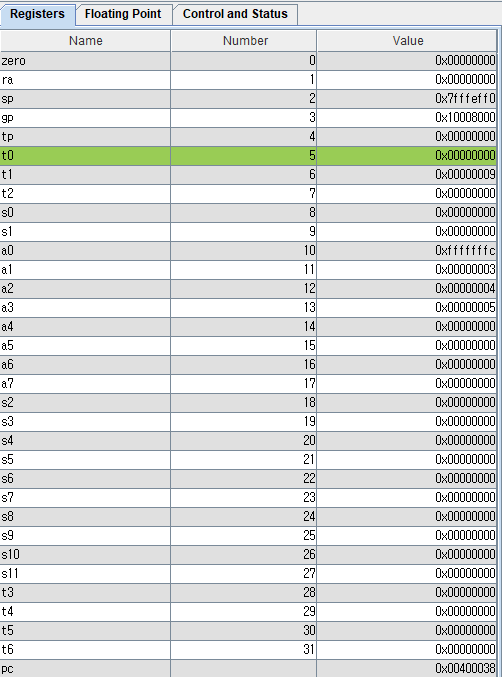 Registers Floating Point Control and Status
Name Number Value
zero 0 0x00000000
ra 1 0x00000000
sp 2 0x7fffeff0
gp 3 0x10008000
tp 4 0x00000000
t0 5 0x00000000
t1 6 0x00000009
t2 7 0x00000000
s0 8 0x00000000
s1 9 0x00000000
a0 10 0xfffffffc
a1 11 0x00000003
a2 12 0x00000004
a3 13 0x00000005
a4 14 0x00000000
a5 15 0x00000000
a6 16 0x00000000
a7 17 0x00000000
s2 18 0x00000000
s3 19 0x00000000
s4 20 0x00000000
s5 21 0x00000000
s6 22 0x00000000
s7 23 0x00000000
s8 24 0x00000000
s9 25 0x00000000
s10 26 0x00000000
s11 27 0x00000000
t3 28 0x00000000
t4 29 0x00000000
t5 30 0x00000000
t6 31 0x00000000
pc 0x00400038